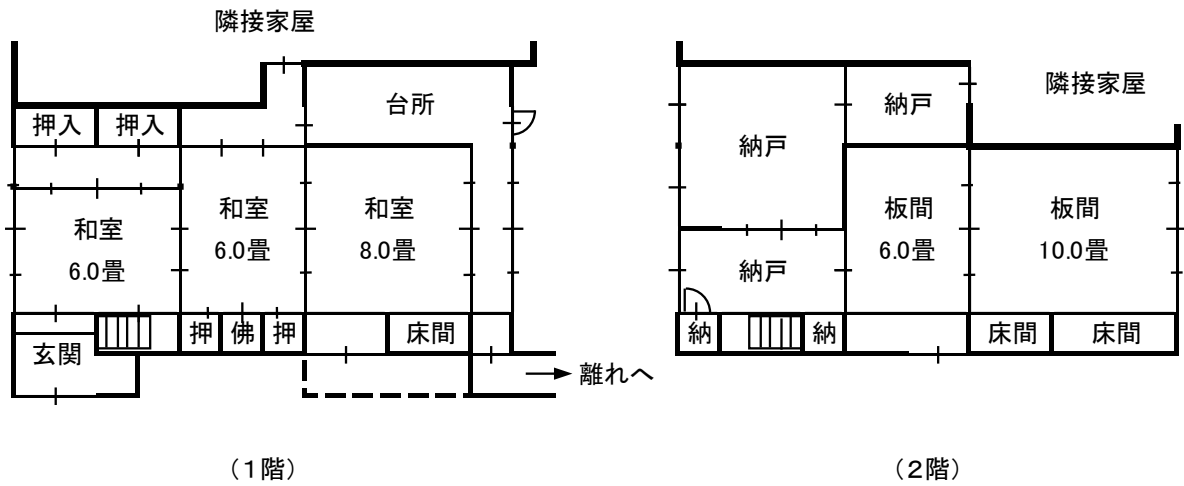 隣接家屋
押入
押入
台所
和室
6.0畳
和室
6.0畳
和室
8.0畳
押
佛
押
床間
玄関
離れへ
(1階)
隣接家屋
納戸
納戸
板間
6.0畳
板間
10.0畳
納戸
納
納
床間
床間
(2階)